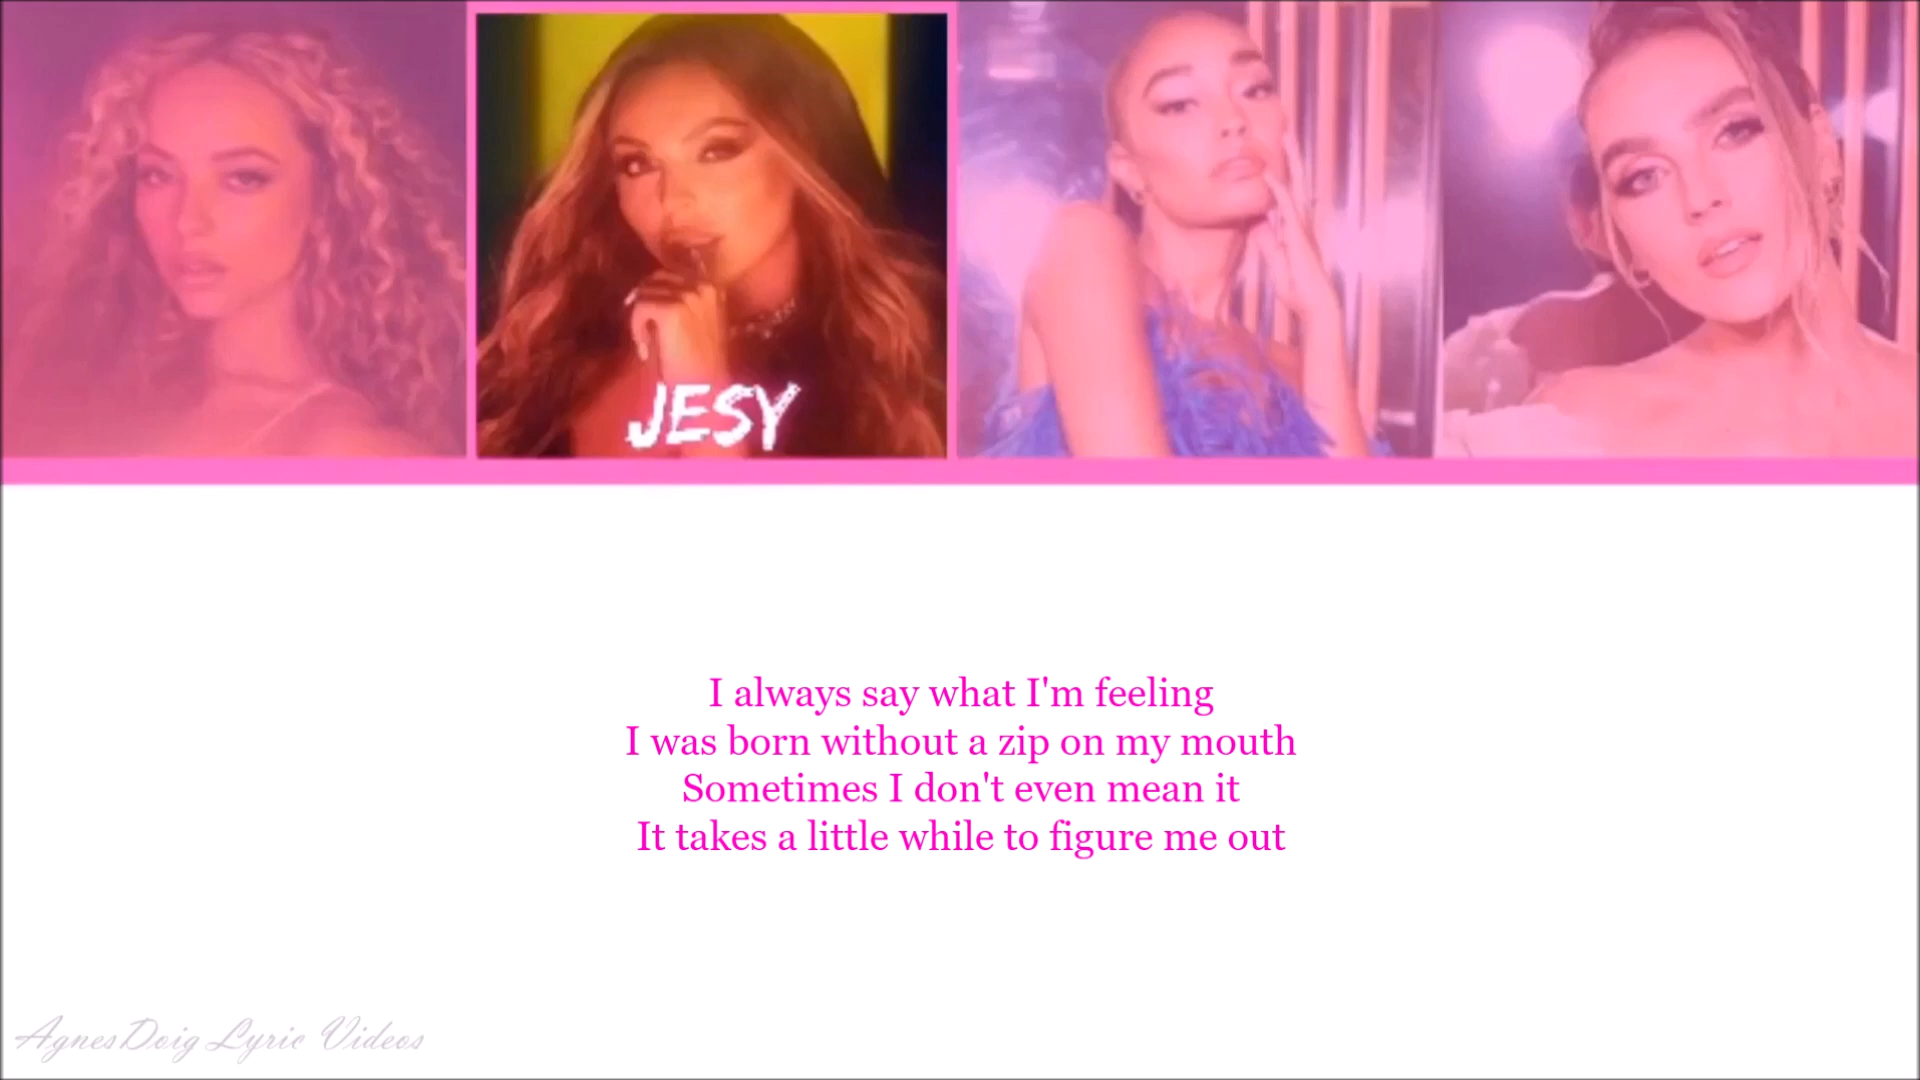 JESY
I always say what I'm feeling
I was born without a zip on my mouth
Sometimes I don't even mean it
It takes a little while to figure me out
AgnesDoig Lyric Videos